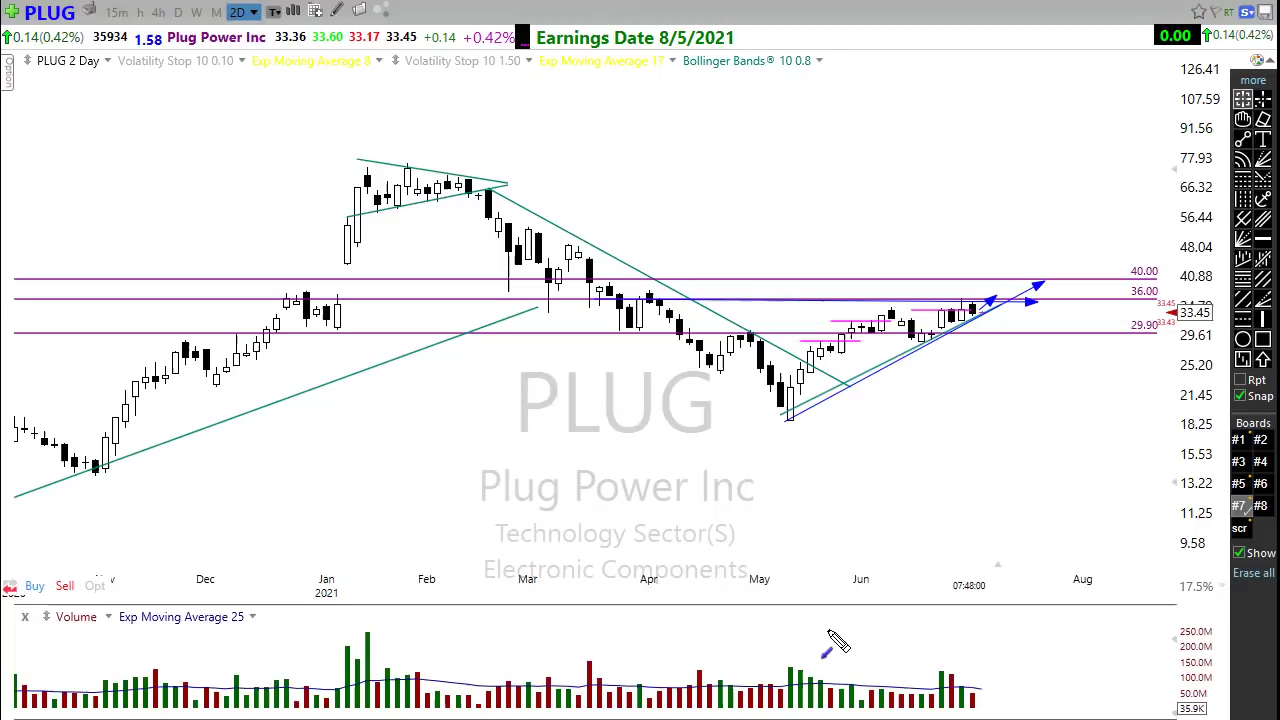 PLUG 15m h 4H D W M 2D T
RT S
0.14(0.42%) 35934 1.58 Plug Power Inc 33.36 33.60 33.17 33.45 +0.14 +0.42% Earnings Date 8/5/2021 0.00 0.14(0.42%)
Option
PLUG 2 Day Volatility Stop 10 0.10 Exp Moving Average 8 Volatility Stop 10 1.50 Exp Moving Average 17 Bollinger Bands® 10 0.8
126.41
107.59
91.56
77.93
66.32
56.44
48.04
40.00
40.88
36.00
33.45
33.45
33.43
29.90
29.61
25.20
21.45
18.25
15.53
13.22
11.25
9.58
PLUG
Plug Power Inc
Technology Sector(S)
Electronic Components
Dec Jan Feb Mar Apr May Jun Aug
2021
07:48:00
17.5%
Buy Sell Opt
x Volume Exp Moving Average 25
250.0M
200.0M
150.0M
100.0M
50.0M
35.9K
more
T
Rpt
Snap
Boards
#1 #2
#3 #4
#5 #6
#7 #8
scr
Show
Erase all